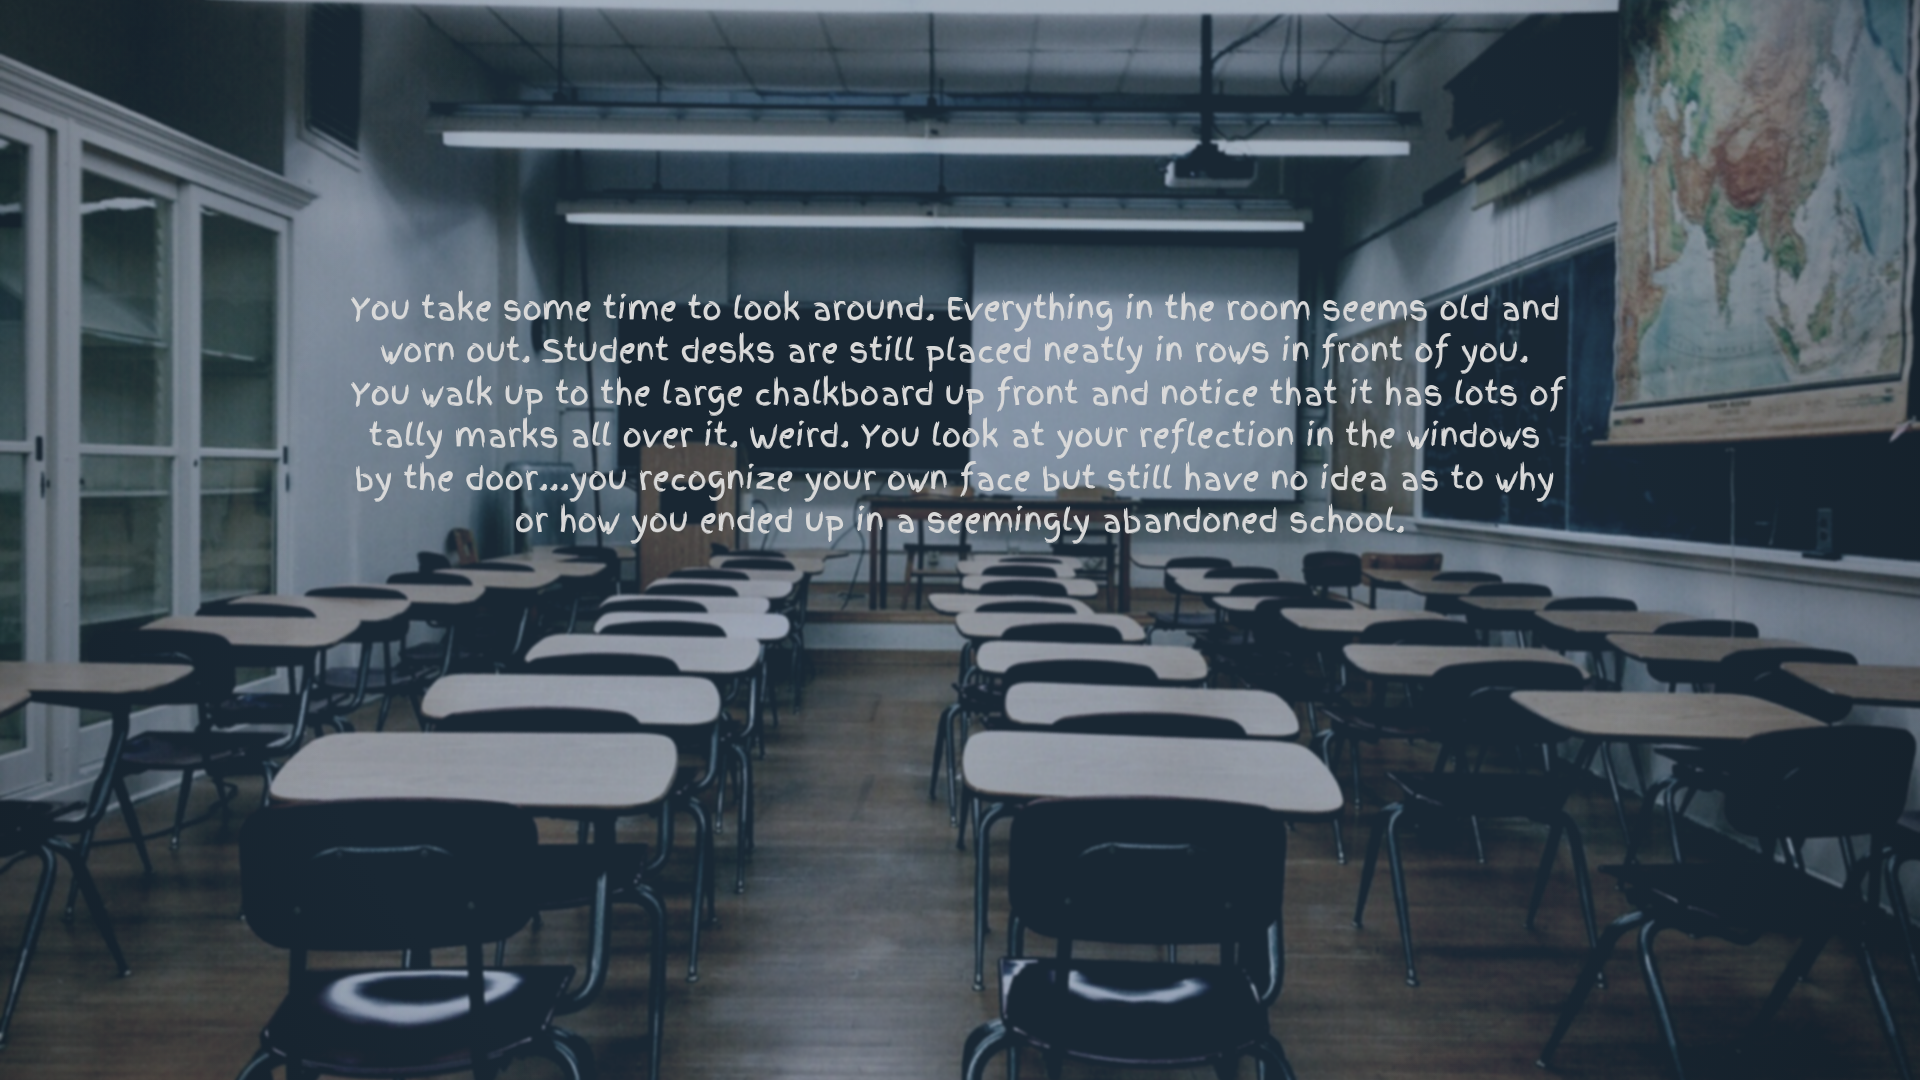 You take some time to look around. Everything in the room seems old and
worn out. Student desks are still placed neatly in rows in front of you.
You walk up to the large chalkboard up front and notice that it has lots of
tally marks all over it. Weird. You look at your reflection in the windows
by the door...you recognize your own face but still have no idea as to why
or how you ended up in a seemingly abandoned school.